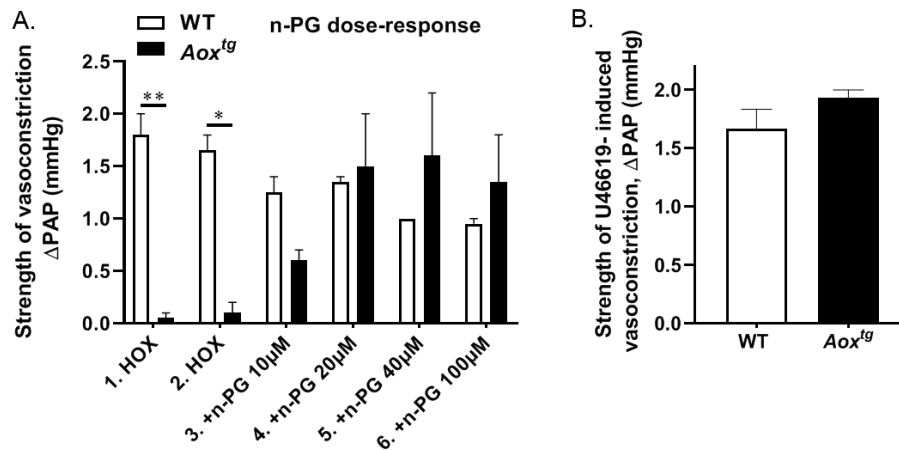 A.
WT
Aox^tg
n-PG dose-response
Strength of vasoconstriction
ΔPAP (mmHg)
2.5
2.0
1.5
1.0
0.5
0.0
**
*
1. HOX
2. HOX
3. +n-PG 10μM
4. +n-PG 20μM
5. +n-PG 40μM
6. +n-PG 100μM
B.
Strength of U46619- induced
vasoconstriction, ΔPAP (mmHg)
2.0
1.5
1.0
0.5
0.0
WT
Aox^tg